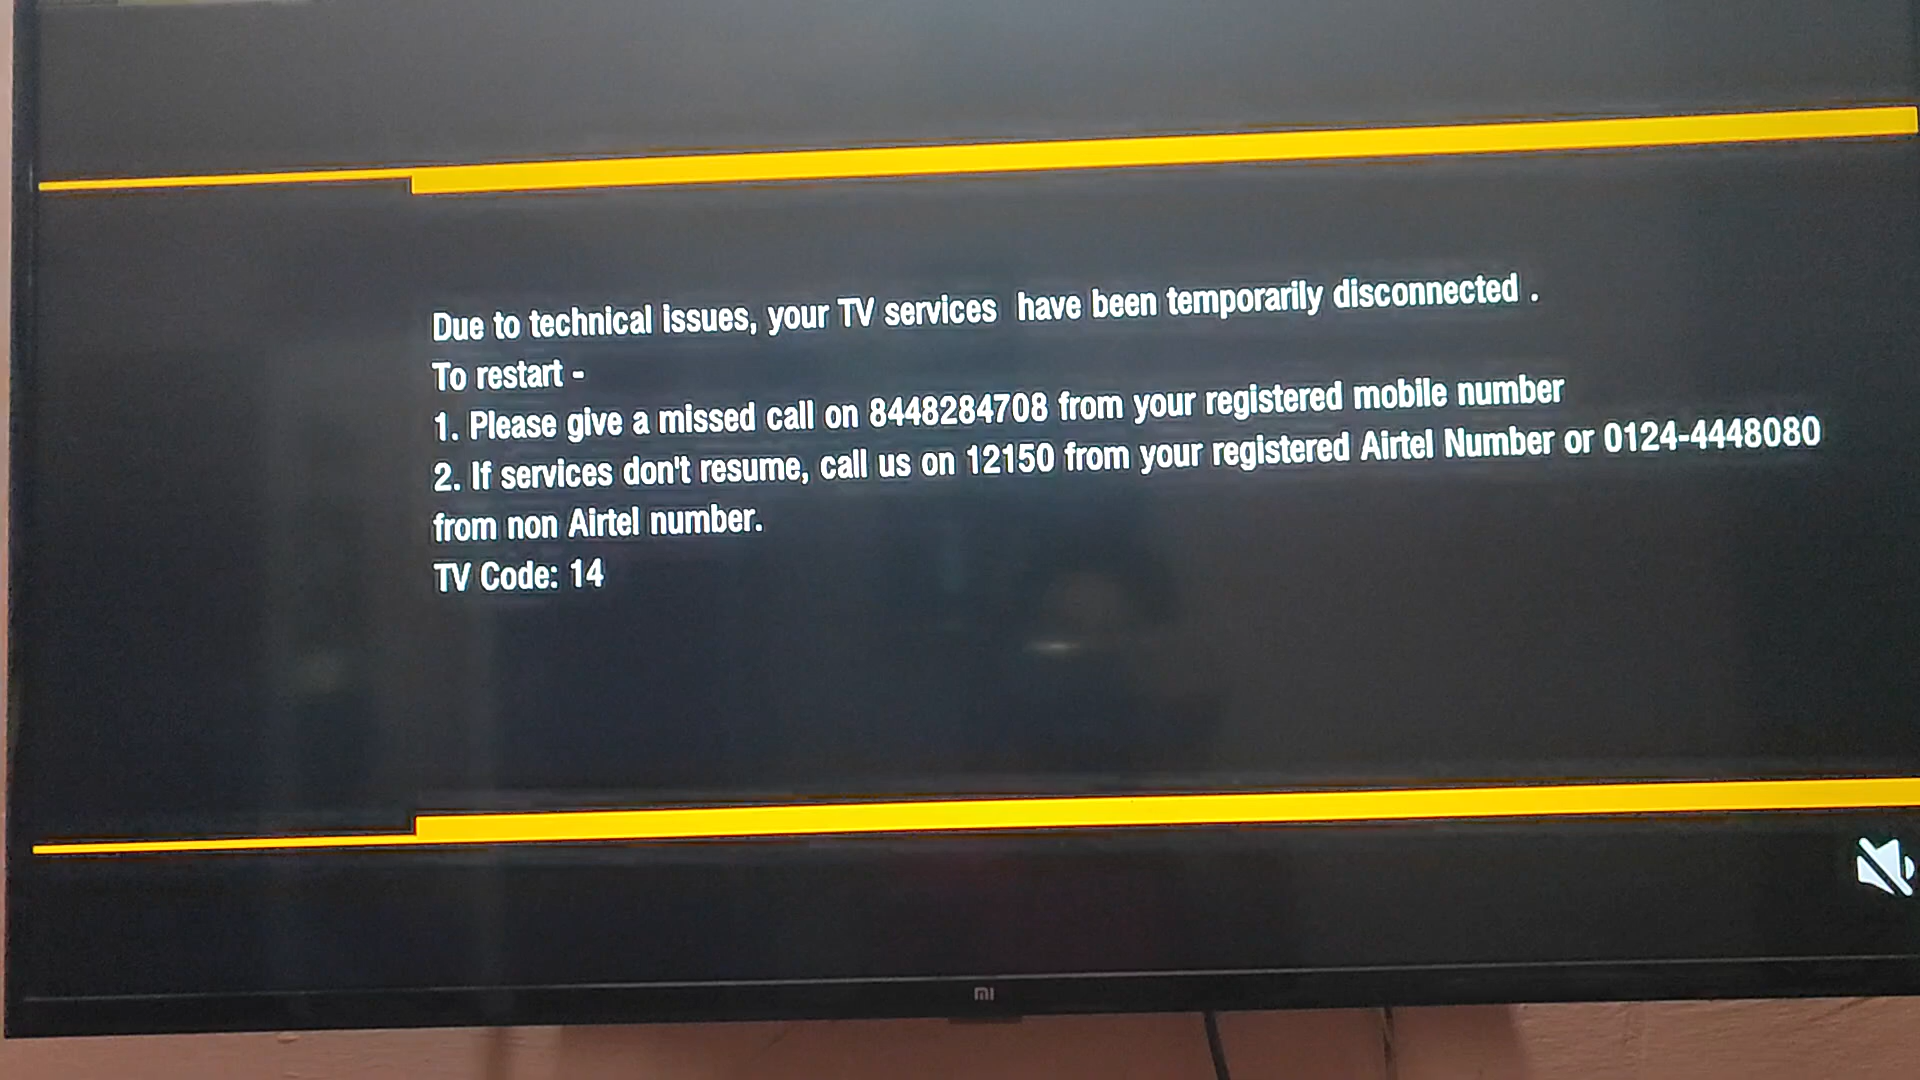 Due to technical issues, your TV services have been temporarily disconnected .
To restart -
1. Please give a missed call on 8448284708 from your registered mobile number
2. If services don't resume, call us on 12150 from your registered Airtel Number or 0124-4448080
from non Airtel number.
TV Code: 14
mi